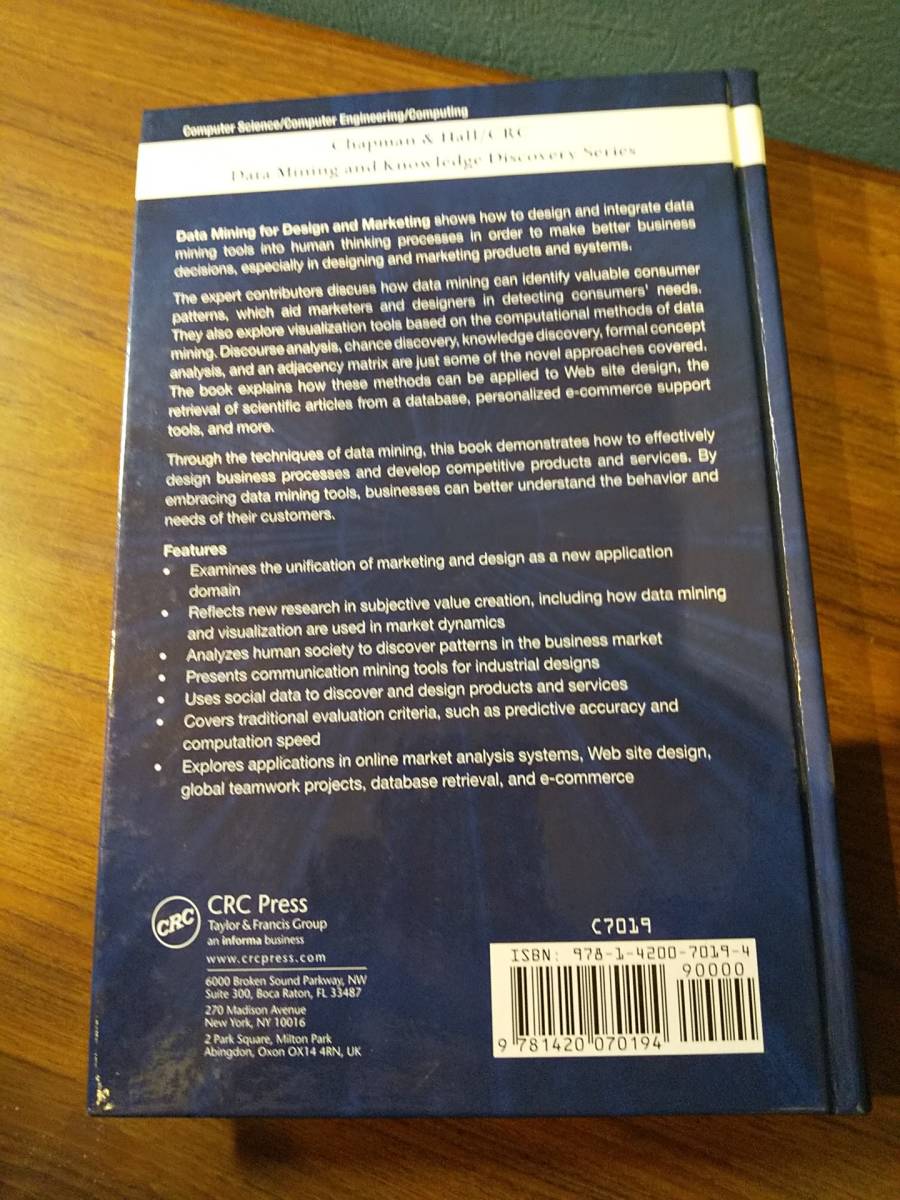 Computer Science/Computer Engineering/Computing
Chapman & Hall/CRC
Data Mining and Knowledge Discovery Series
Data Mining for Design and Marketing shows how to design and integrate data
mining tools into human thinking processes in order to make better business
decisions, especially in designing and marketing products and systems.
The expert contributors discuss how data mining can identify valuable consumer
patterns, which aid marketers and designers in detecting consumers' needs.
They also explore visualization tools based on the computational methods of data
mining. Discourse analysis, chance discovery, knowledge discovery, formal concept
analysis, and an adjacency matrix are just some of the novel approaches covered.
The book explains how these methods can be applied to Web site design, the
retrieval of scientific articles from a database, personalized e-commerce support
tools, and more.
Through the techniques of data mining, this book demonstrates how to effectively
design business processes and develop competitive products and services. By
embracing data mining tools, businesses can better understand the behavior and
needs of their customers.
Features
• Examines the unification of marketing and design as a new application
domain
• Reflects new research in subjective value creation, including how data mining
and visualization are used in market dynamics
• Analyzes human society to discover patterns in the business market
• Presents communication mining tools for industrial designs
• Uses social data to discover and design products and services
• Covers traditional evaluation criteria, such as predictive accuracy and
computation speed
• Explores applications in online market analysis systems, Web site design,
global teamwork projects, database retrieval, and e-commerce
CRC
CRC Press
Taylor & Francis Group
an informa business
www.crcpress.com
6000 Broken Sound Parkway, NW
Suite 300, Boca Raton, FL 33487
270 Madison Avenue
New York, NY 10016
2 Park Square, Milton Park
Abingdon, Oxon OX14 4RN, UK
C7019
ISBN: 978-1-4200-7019-4
90000
9 781420 070194